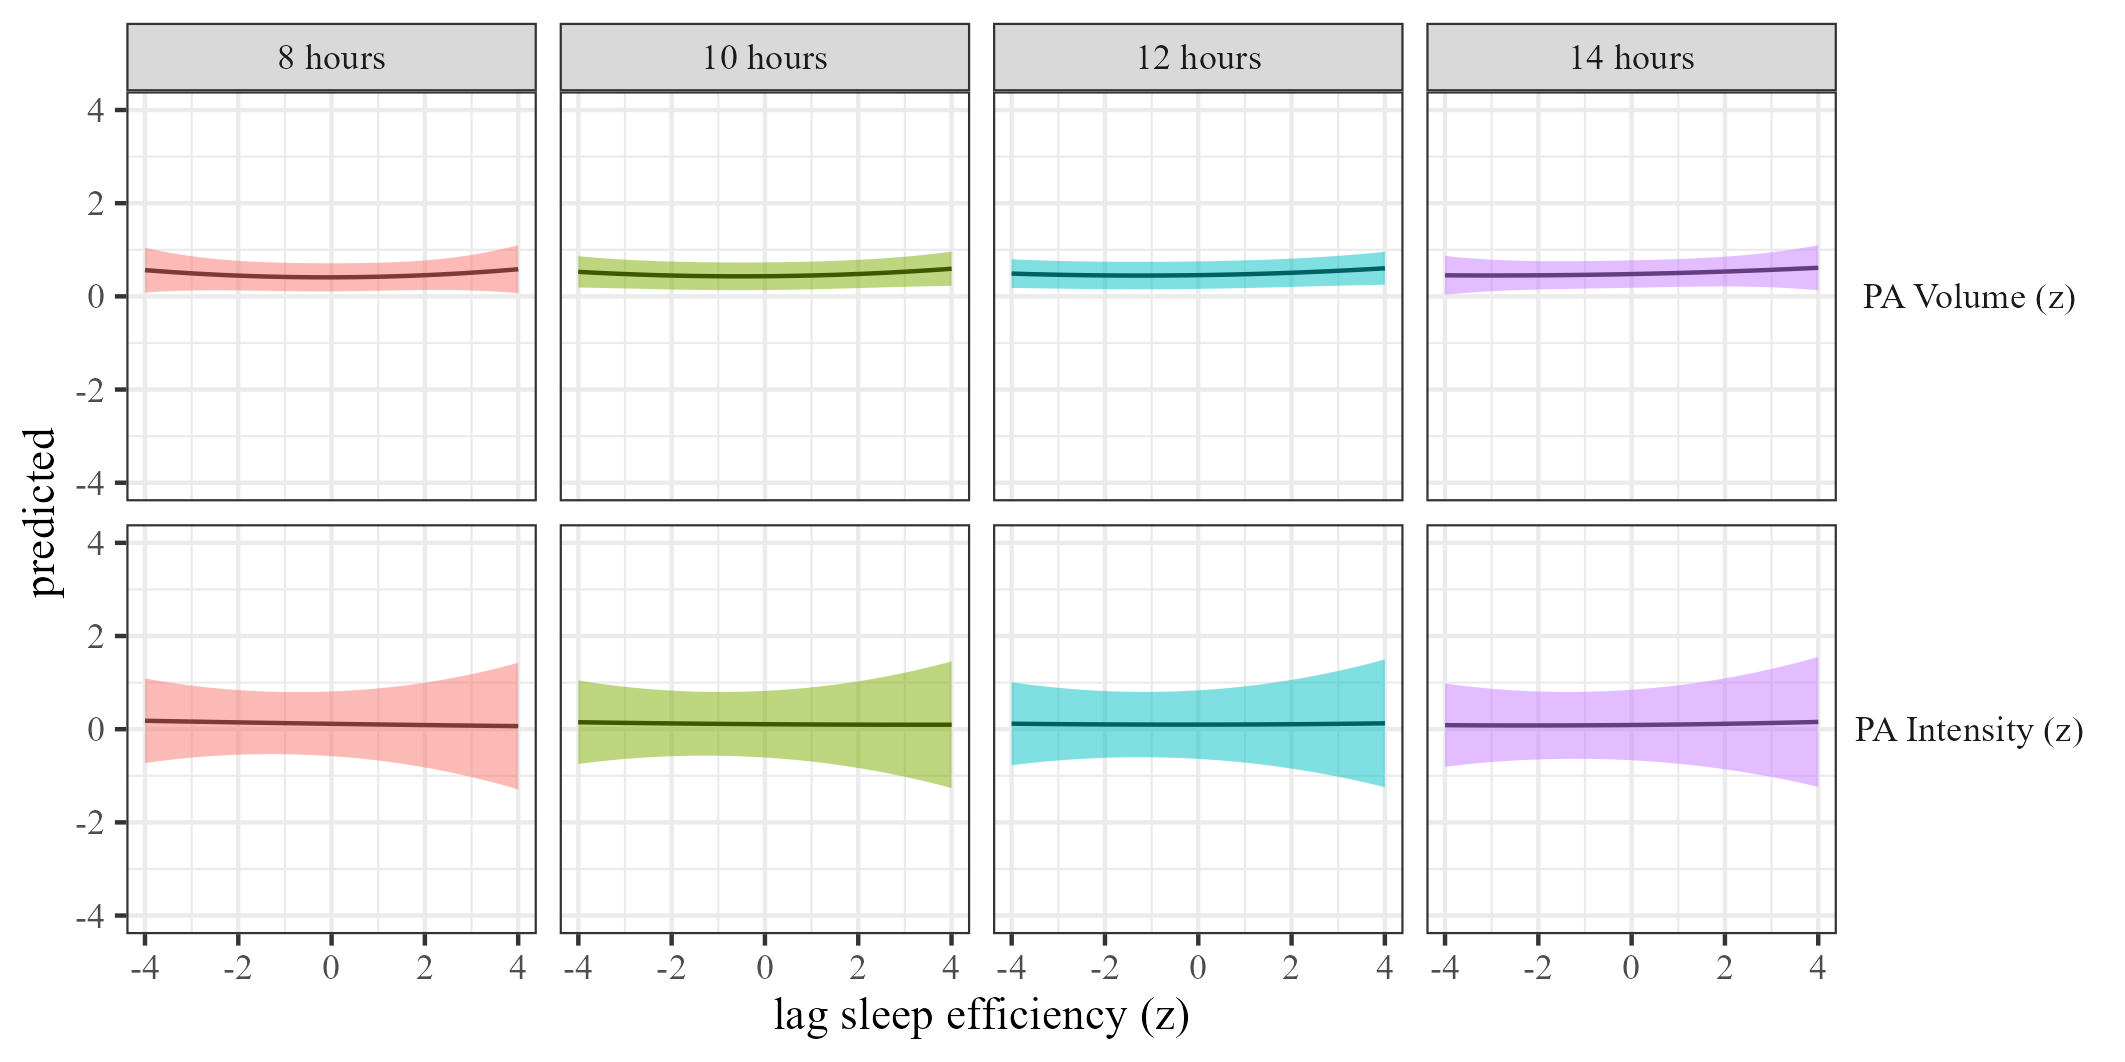 8 hours 10 hours 12 hours 14 hours
4
2
0
-2
-4
PA Volume (z)
predicted
4
2
0
-2
-4
PA Intensity (z)
-4 -2 0 2 4 -4 -2 0 2 4 -4 -2 0 2 4 -4 -2 0 2 4
lag sleep efficiency (z)